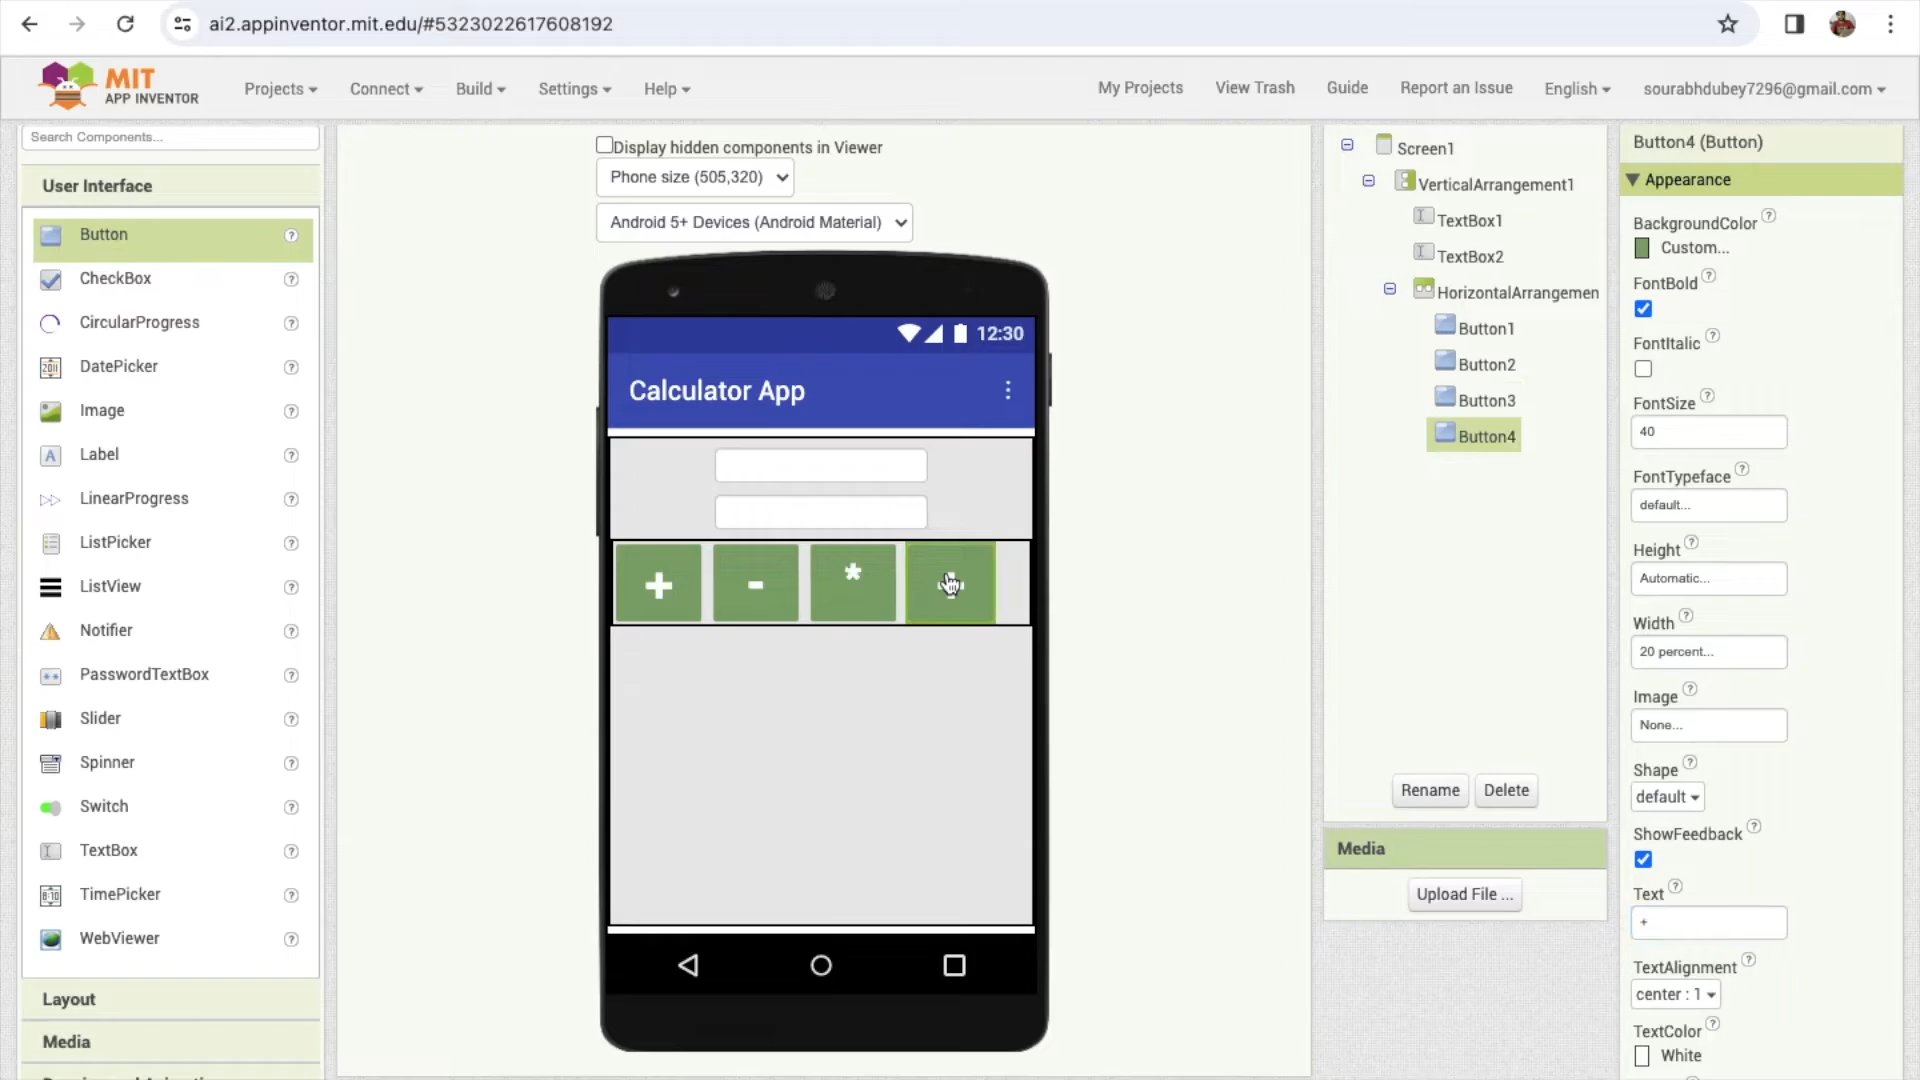 ai2.appinventor.mit.edu/#5323022617608192
MIT
APP INVENTOR
Projects
Connect
Build
Settings
Help
My Projects
View Trash
Guide
Report an Issue
English
sourabhdubey7296@gmail.com
Search Components...
User Interface
Button
CheckBox
CircularProgress
DatePicker
Image
Label
LinearProgress
ListPicker
ListView
Notifier
PasswordTextBox
Slider
Spinner
Switch
TextBox
TimePicker
WebViewer
Layout
Media
Display hidden components in Viewer
Phone size (505,320)
Android 5+ Devices (Android Material)
12:30
Calculator App
+
-
*
Screen1
VerticalArrangement1
TextBox1
TextBox2
HorizontalArrangemen
Button1
Button2
Button3
Button4
Rename
Delete
Media
Upload File ...
Button4 (Button)
Appearance
BackgroundColor
Custom...
FontBold
FontItalic
FontSize
40
FontTypeface
default...
Height
Automatic...
Width
20 percent...
Image
None...
Shape
default
ShowFeedback
Text
+
TextAlignment
center : 1
TextColor
White